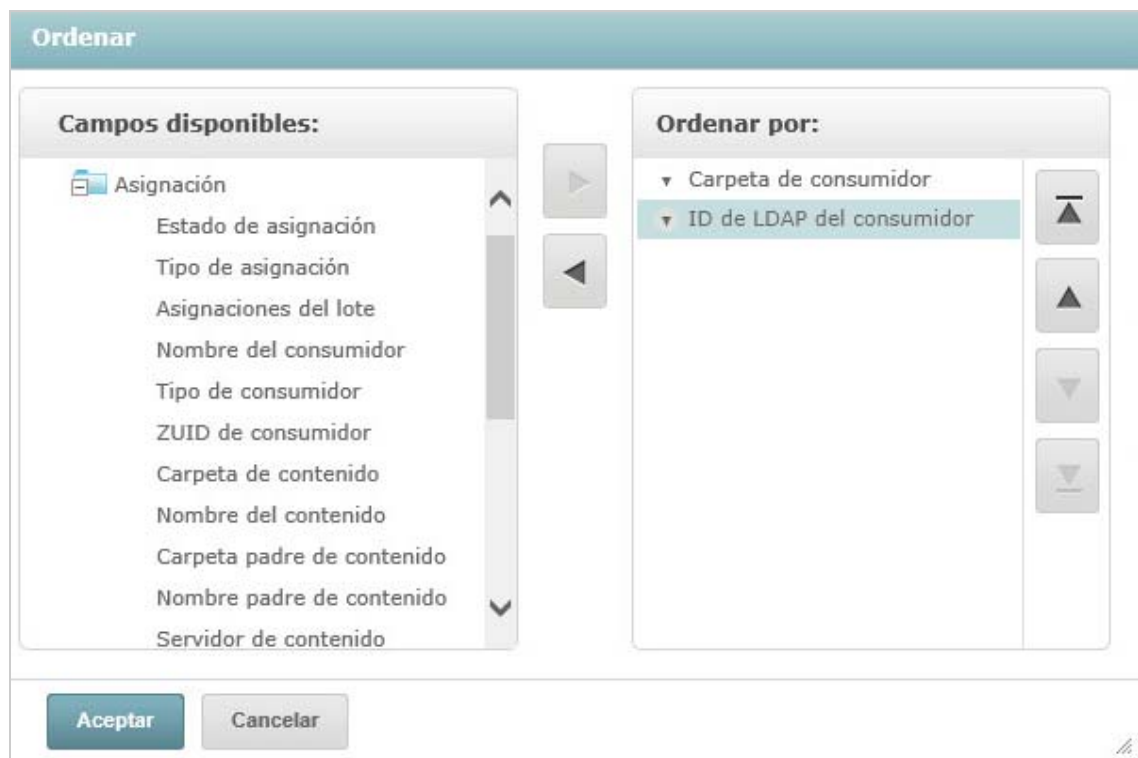 Ordenar
Campos disponibles:
Asignación
Estado de asignación
Tipo de asignación
Asignaciones del lote
Nombre del consumidor
Tipo de consumidor
ZUID de consumidor
Carpeta de contenido
Nombre del contenido
Carpeta padre de contenido
Nombre padre de contenido
Servidor de contenido
Ordenar por:
Carpeta de consumidor
ID de LDAP del consumidor
Aceptar
Cancelar